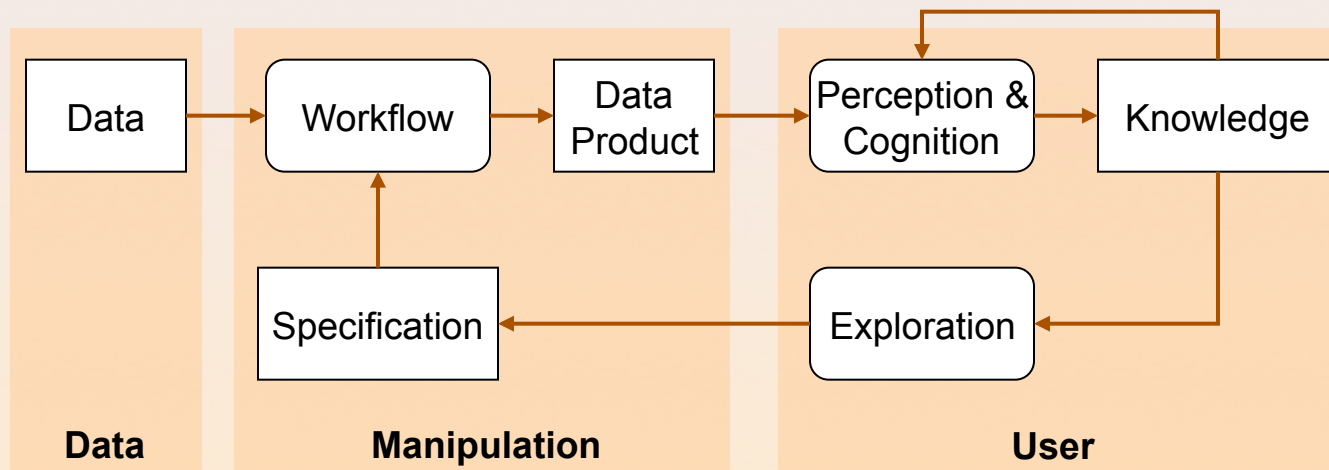 Data
Workflow
Data
Product
Perception &
Cognition
Knowledge
Specification
Exploration
Data
Manipulation
User